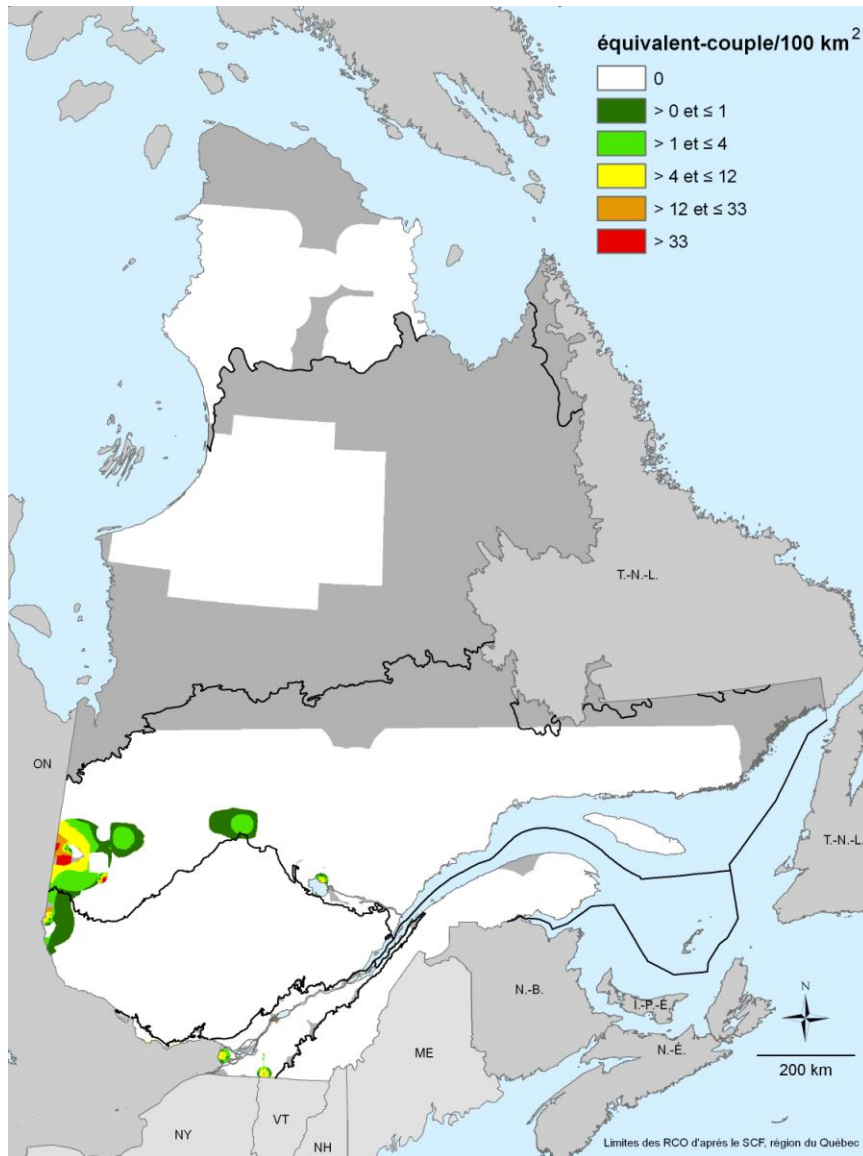 équivalent-couple/100 km²
0
> 0 et ≤ 1
> 1 et ≤ 4
> 4 et ≤ 12
> 12 et ≤ 33
> 33
T.-N.-L.
ON
T.-N.-L.
N.-B.
Î.-P.-É.
N
ME
N.-É.
200 km
NY
VT
NH
Limites des RCO d'après le SCF, région du Québec